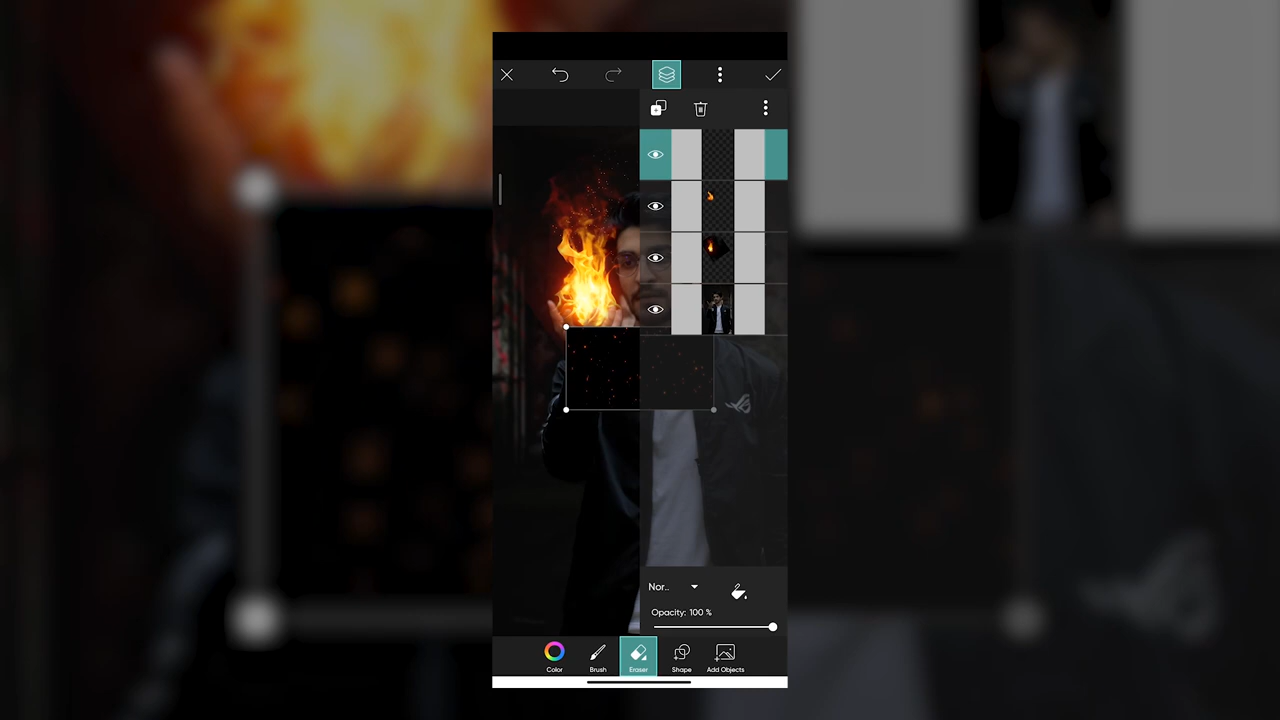 Nor..
Opacity: 100 %
Color
Brush
Eraser
Shape
Add Objects